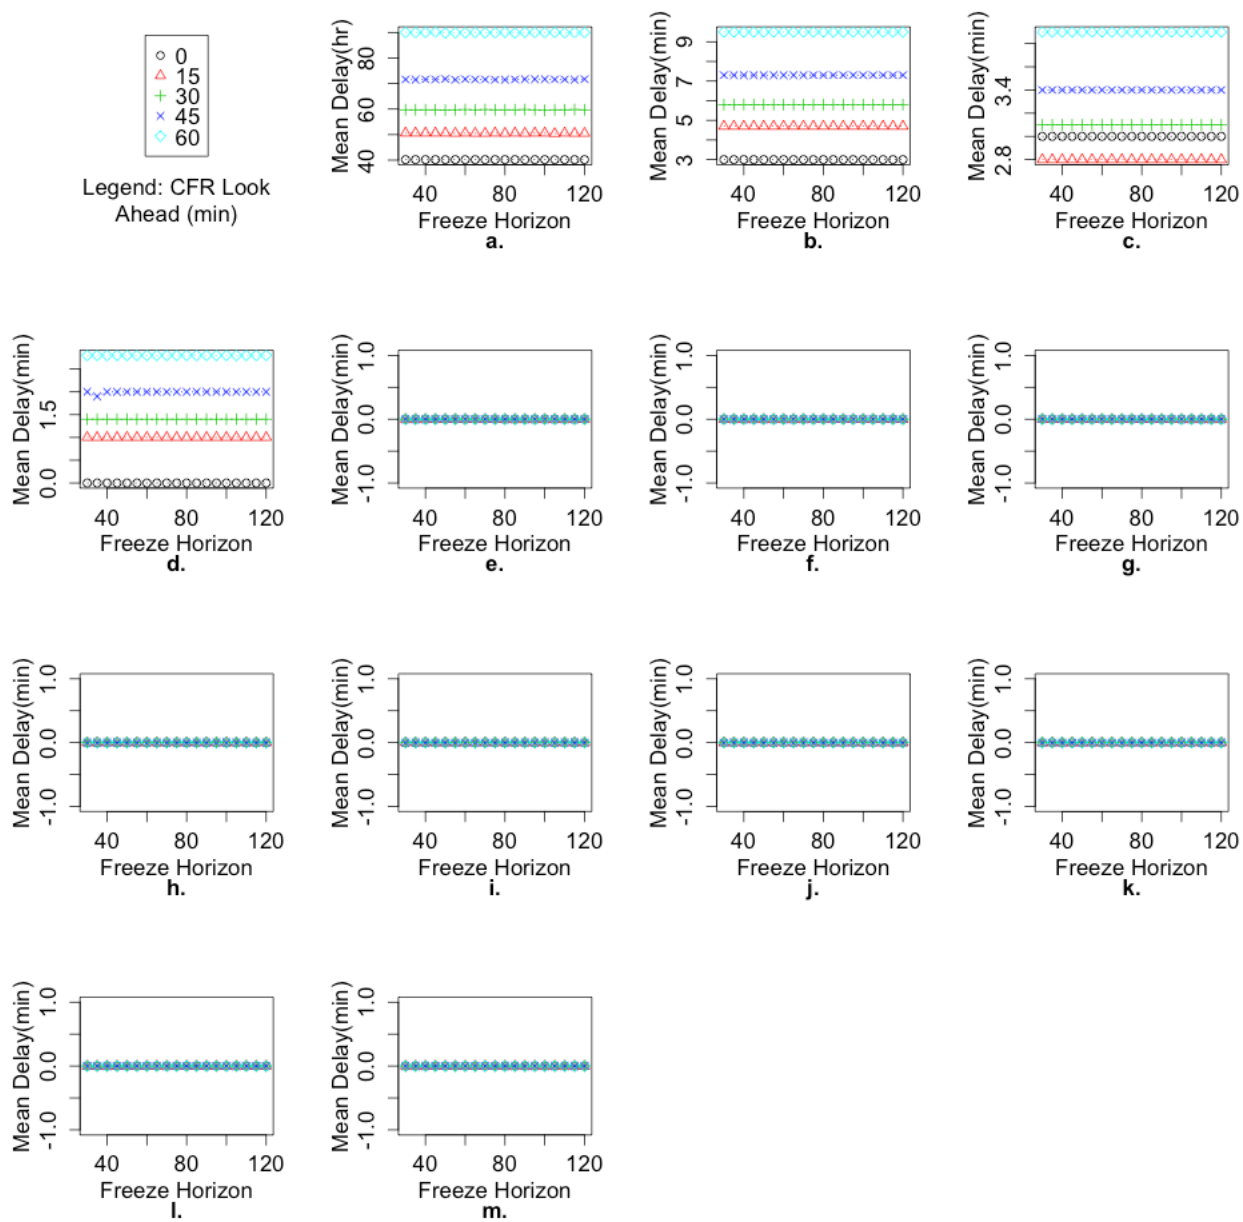 0
15
30
45
60
Legend: CFR Look
Ahead (min)
Mean Delay(hr)
40 60 80
40 80 120
Freeze Horizon
a.
Mean Delay(min)
3 5 7 9
40 80 120
Freeze Horizon
b.
Mean Delay(min)
2.8 3.4
40 80 120
Freeze Horizon
c.
Mean Delay(min)
0.0 1.5
40 80 120
Freeze Horizon
d.
Mean Delay(min)
-1.0 0.0 1.0
40 80 120
Freeze Horizon
e.
Mean Delay(min)
-1.0 0.0 1.0
40 80 120
Freeze Horizon
f.
Mean Delay(min)
-1.0 0.0 1.0
40 80 120
Freeze Horizon
g.
Mean Delay(min)
-1.0 0.0 1.0
40 80 120
Freeze Horizon
h.
Mean Delay(min)
-1.0 0.0 1.0
40 80 120
Freeze Horizon
i.
Mean Delay(min)
-1.0 0.0 1.0
40 80 120
Freeze Horizon
j.
Mean Delay(min)
-1.0 0.0 1.0
40 80 120
Freeze Horizon
k.
Mean Delay(min)
-1.0 0.0 1.0
40 80 120
Freeze Horizon
l.
Mean Delay(min)
-1.0 0.0 1.0
40 80 120
Freeze Horizon
m.